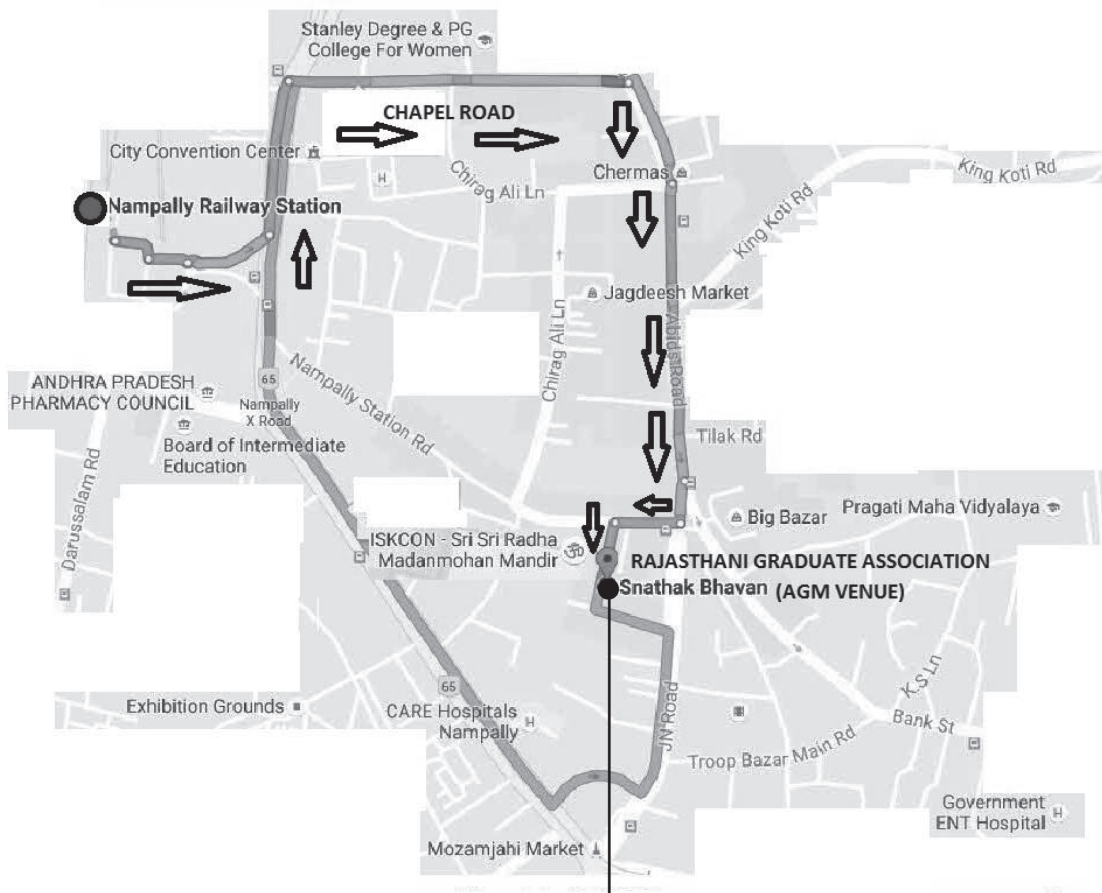 Stanley Degree & PG
College For Women
CHAPEL ROAD
City Convention Center
H
Chirag Ali Ln
Chermas
King Koti Rd
King Koti Rd
Nampally Railway Station
Jagdeesh Market
Abids Road
Chirag Ali Ln
Nampally Station Rd
ANDHRA PRADESH
PHARMACY COUNCIL
65
Nampally
X Road
Board of Intermediate
Education
Tilak Rd
Darussalam Rd
Big Bazar
Pragati Maha Vidyalaya
ISKCON - Sri Sri Radha
Madanmohan Mandir
ॐ
RAJASTHANI GRADUATE ASSOCIATION
Snathak Bhavan (AGM VENUE)
65
Exhibition Grounds
CARE Hospitals
Nampally
H
JN Road
K.S Ln
Bank St
Troop Bazar Main Rd
Government
ENT Hospital
H
Mozamjahi Market